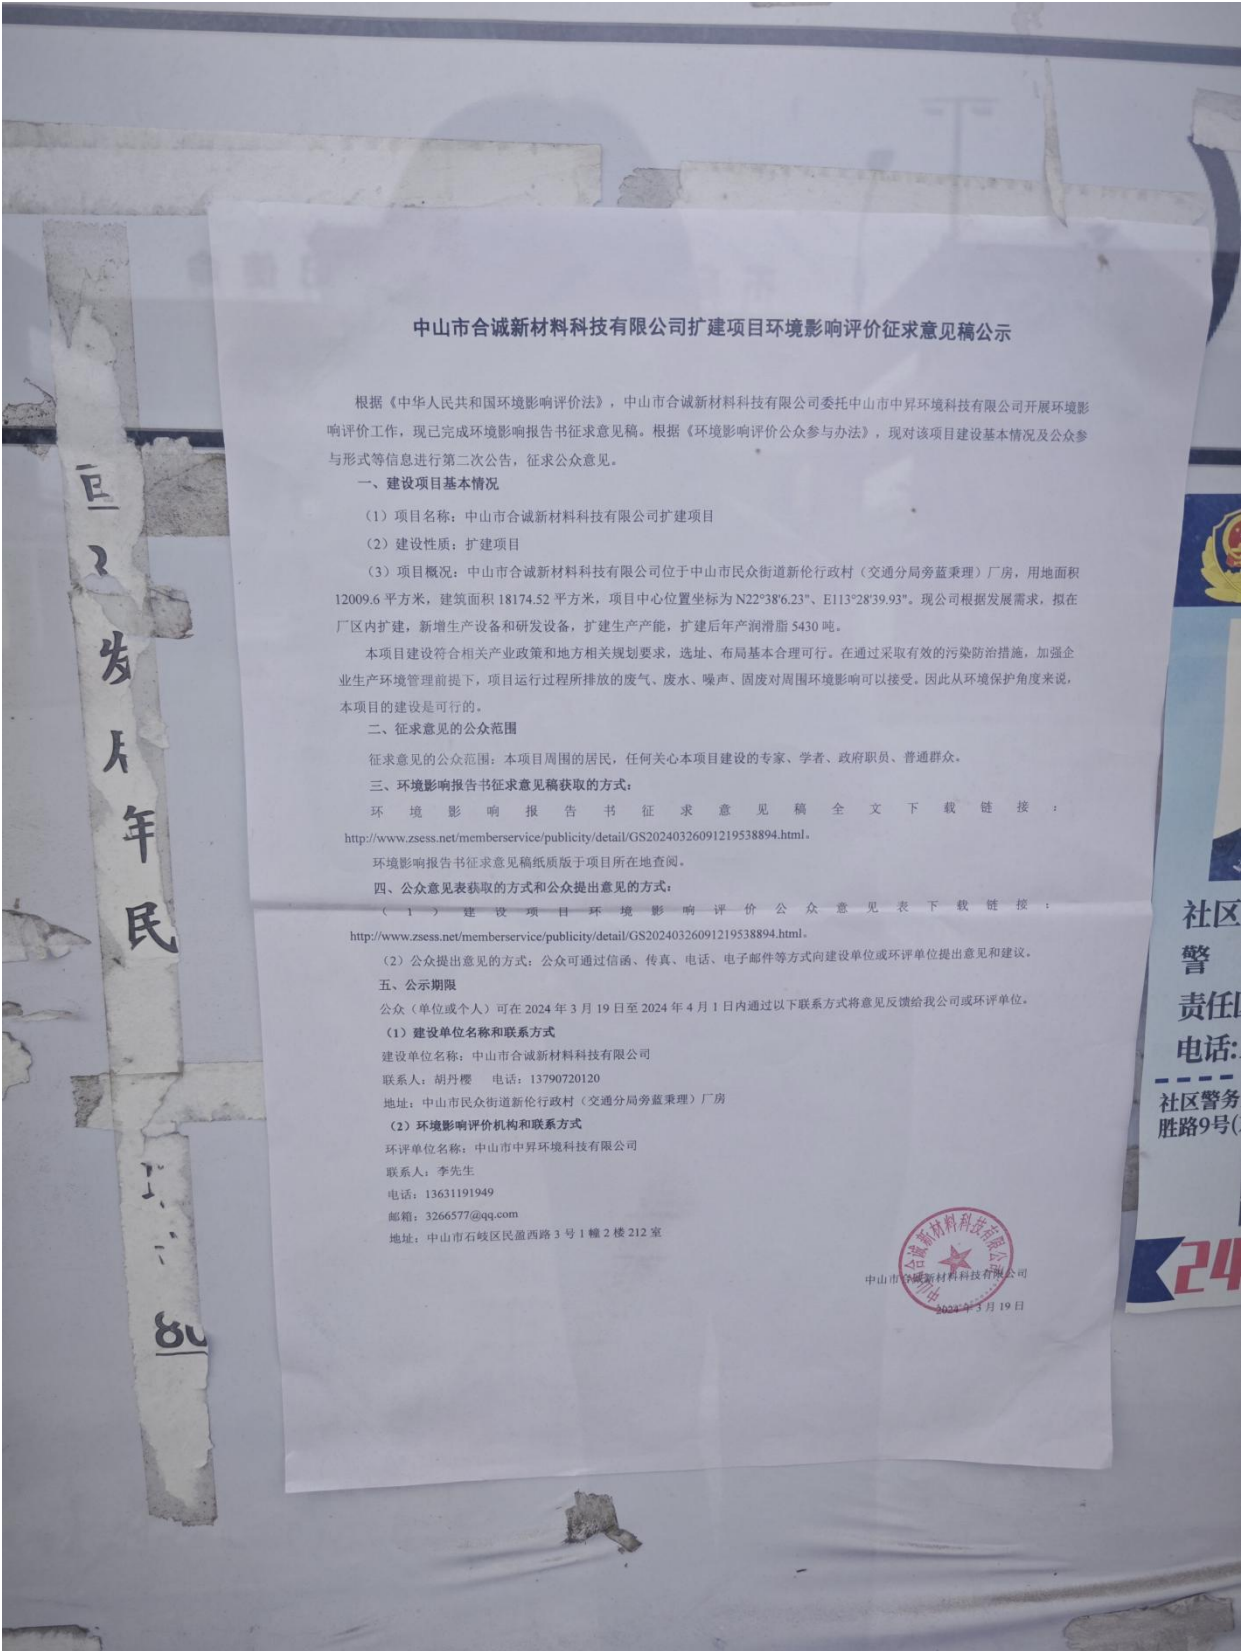 中山市合诚新材料科技有限公司扩建项目环境影响评价征求意见稿公示
根据《中华人民共和国环境影响评价法》，中山市合诚新材料科技有限公司委托中山市中昇环境科技有限公司开展环境影
响评价工作，现已完成环境影响报告书征求意见稿。根据《环境影响评价公众参与办法》，现对该项目建设基本情况及公众参
与形式等信息进行第二次公告，征求公众意见。
一、建设项目基本情况
（1）项目名称：中山市合诚新材料科技有限公司扩建项目
（2）建设性质：扩建项目
（3）项目概况：中山市合诚新材料科技有限公司位于中山市民众街道新伦行政村（交通分局旁蓝秉理）厂房，用地面积
12009.6 平方米，建筑面积 18174.52 平方米，项目中心位置坐标为 N22°38'6.23"、E113°28'39.93"。现公司根据发展需求，拟在
厂区内扩建，新增生产设备和研发设备，扩建生产产能，扩建后年产润滑脂 5430 吨。
本项目建设符合相关产业政策和地方相关规划要求，选址、布局基本合理可行。在通过采取有效的污染防治措施，加强企
业生产环境管理前提下，项目运行过程所排放的废气、废水、噪声、固废对周围环境影响可以接受。因此从环境保护角度来说，
本项目的建设是可行的。
二、征求意见的公众范围
征求意见的公众范围：本项目周围的居民，任何关心本项目建设的专家、学者、政府职员、普通群众。
三、环境影响报告书征求意见稿获取的方式：
环境影响报告书征求意见稿全文下载链接：
http://www.zsess.net/memberservice/publicity/detail/GS20240326091219538894.html。
环境影响报告书征求意见稿纸质版于项目所在地查阅。
四、公众意见表获取的方式和公众提出意见的方式：
（1）建设项目环境影响评价公众意见表下载链接：
http://www.zsess.net/memberservice/publicity/detail/GS20240326091219538894.html。
（2）公众提出意见的方式：公众可通过信函、传真、电话、电子邮件等方式向建设单位或环评单位提出意见和建议。
五、公示期限
公众（单位或个人）可在 2024 年 3 月 19 日至 2024 年 4 月 1 日内通过以下联系方式将意见反馈给我公司或环评单位。
（1）建设单位名称和联系方式
建设单位名称：中山市合诚新材料科技有限公司
联系人：胡丹樱 电话：13790720120
地址：中山市民众街道新伦行政村（交通分局旁蓝秉理）厂房
（2）环境影响评价机构和联系方式
环评单位名称：中山市中昇环境科技有限公司
联系人：李先生
电话：13631191949
邮箱：3266577@qq.com
地址：中山市石岐区民盈西路 3 号 1 幢 2 楼 212 室
中山市合诚新材料科技有限公司
2024 年 3 月 19 日
中山市合诚新材料科技有限公司
发
年
民
社区
警
责任
电话:
社区警务
胜路9号(
24